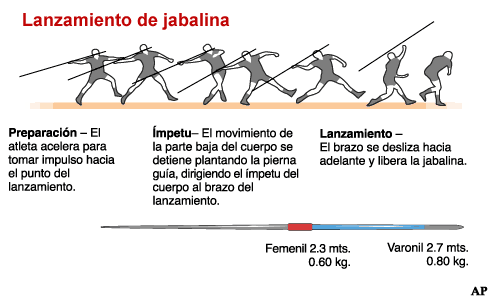 Lanzamiento de jabalina
Preparación – El
atleta acelera para
tomar impulso hacia
el punto del
lanzamiento.
Ímpetu– El movimiento de
la parte baja del cuerpo se
detiene plantando la pierna
guía, dirigiendo el ímpetu del
cuerpo al brazo del
lanzamiento.
Lanzamiento –
El brazo se desliza hacia
adelante y libera la jabalina.
Femenil 2.3 mts.
0.60 kg.
Varonil 2.7 mts.
0.80 kg.
AP